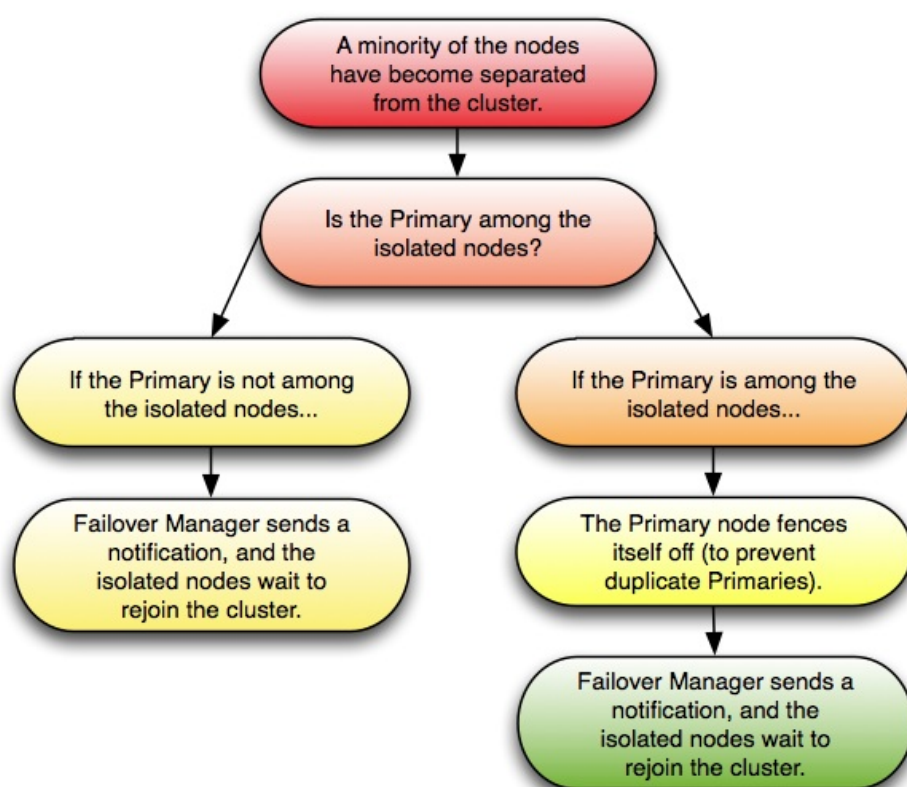 A minority of the nodes
have become separated
from the cluster.
Is the Primary among the
isolated nodes?
If the Primary is not among
the isolated nodes...
If the Primary is among the
isolated nodes...
Failover Manager sends a
notification, and the
isolated nodes wait to
rejoin the cluster.
The Primary node fences
itself off (to prevent
duplicate Primaries).
Failover Manager sends a
notification, and the
isolated nodes wait to
rejoin the cluster.